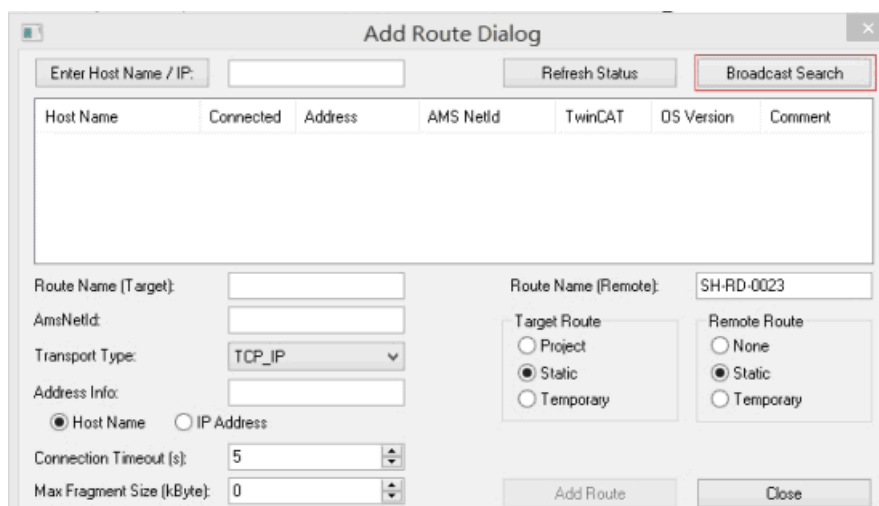 Add Route Dialog
Enter Host Name / IP: Refresh Status Broadcast Search
Host Name Connected Address AMS NetId TwinCAT OS Version Comment
Route Name (Target): Route Name (Remote): SH-RD-0023
AmsNetId: Target Route Remote Route
Transport Type: TCP_IP Project None
Static Static
Address Info: Temporary Temporary
Host Name IP Address
Connection Timeout (s): 5
Max Fragment Size (kByte): 0 Add Route Close